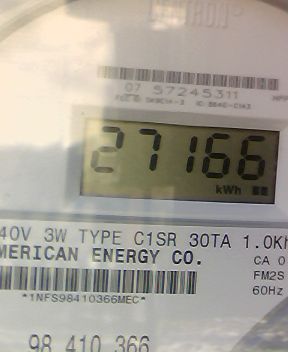 07 57245311
27166
kWh
40V 3W TYPE C1SR 30TA 1.0Kh
MERICAN ENERGY CO.
CA 0
FM2S
*1NFS98410366MEC*
60Hz
98 410 366